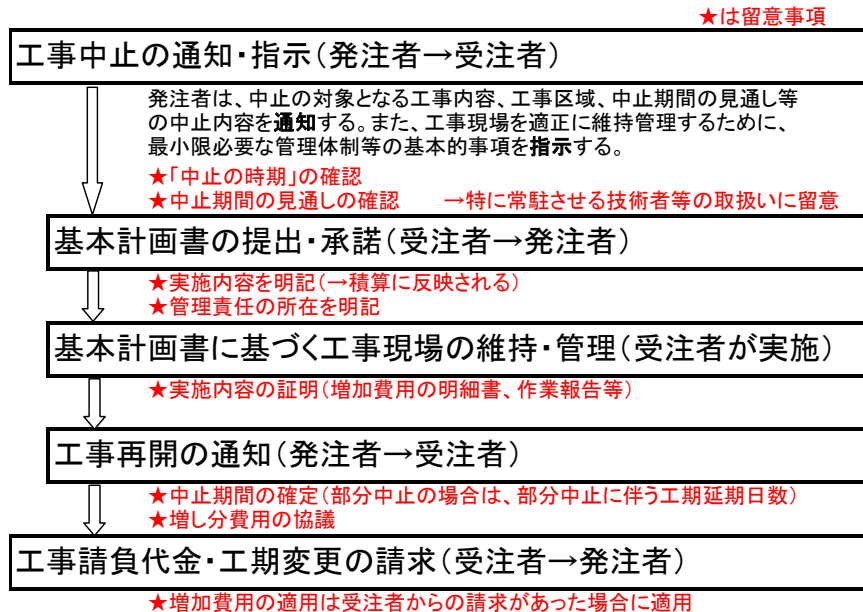 ★は留意事項
工事中止の通知・指示(発注者→受注者)
発注者は、中止の対象となる工事内容、工事区域、中止期間の見通し等
の中止内容を通知する。また、工事現場を適正に維持管理するために、
最小限必要な管理体制等の基本的事項を指示する。
★「中止の時期」の確認
★中止期間の見通しの確認　　→特に常駐させる技術者等の取扱いに留意
基本計画書の提出・承諾(受注者→発注者)
★実施内容を明記(→積算に反映される)
★管理責任の所在を明記
基本計画書に基づく工事現場の維持・管理(受注者が実施)
★実施内容の証明(増加費用の明細書、作業報告等)
工事再開の通知(発注者→受注者)
★中止期間の確定(部分中止の場合は、部分中止に伴う工期延期日数)
★増し分費用の協議
工事請負代金・工期変更の請求(受注者→発注者)
★増加費用の適用は受注者からの請求があった場合に適用